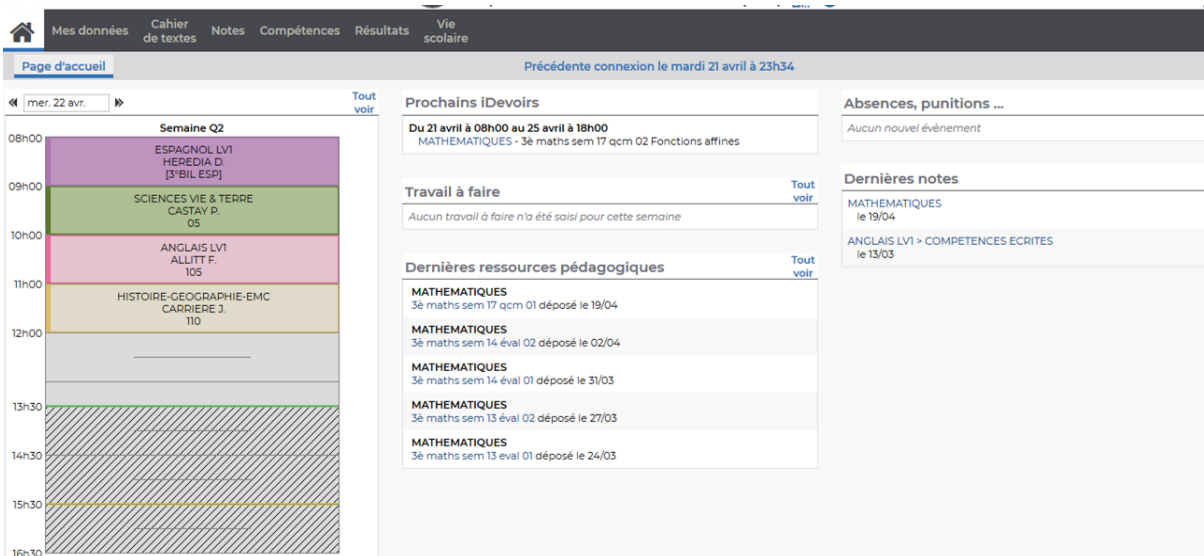 Mes données
Cahier
de textes
Notes
Compétences
Résultats
Vie
scolaire
Page d'accueil
Précédente connexion le mardi 21 avril à 23h34
mer. 22 avr.
Tout
voir
Semaine Q2
08h00
ESPAGNOL LV1
HEREDIA D.
[3°BIL ESP]
09h00
SCIENCES VIE & TERRE
CASTAY P.
05
10h00
ANGLAIS LV1
ALLITT F.
105
11h00
HISTOIRE-GEOGRAPHIE-EMC
CARRIERE J.
110
12h00
13h30
14h30
15h30
16h30
Prochains iDevoirs
Du 21 avril à 08h00 au 25 avril à 18h00
MATHEMATIQUES - 3è maths sem 17 qcm 02 Fonctions affines
Travail à faire
Tout
voir
Aucun travail à faire n'a été saisi pour cette semaine
Dernières ressources pédagogiques
Tout
voir
MATHEMATIQUES
3è maths sem 17 qcm 01 déposé le 19/04
MATHEMATIQUES
3è maths sem 14 éval 02 déposé le 02/04
MATHEMATIQUES
3è maths sem 14 éval 01 déposé le 31/03
MATHEMATIQUES
3è maths sem 13 éval 02 déposé le 27/03
MATHEMATIQUES
3è maths sem 13 eval 01 déposé le 24/03
Absences, punitions ...
Aucun nouvel évènement
Dernières notes
MATHEMATIQUES
le 19/04
ANGLAIS LV1 > COMPETENCES ECRITES
le 13/03